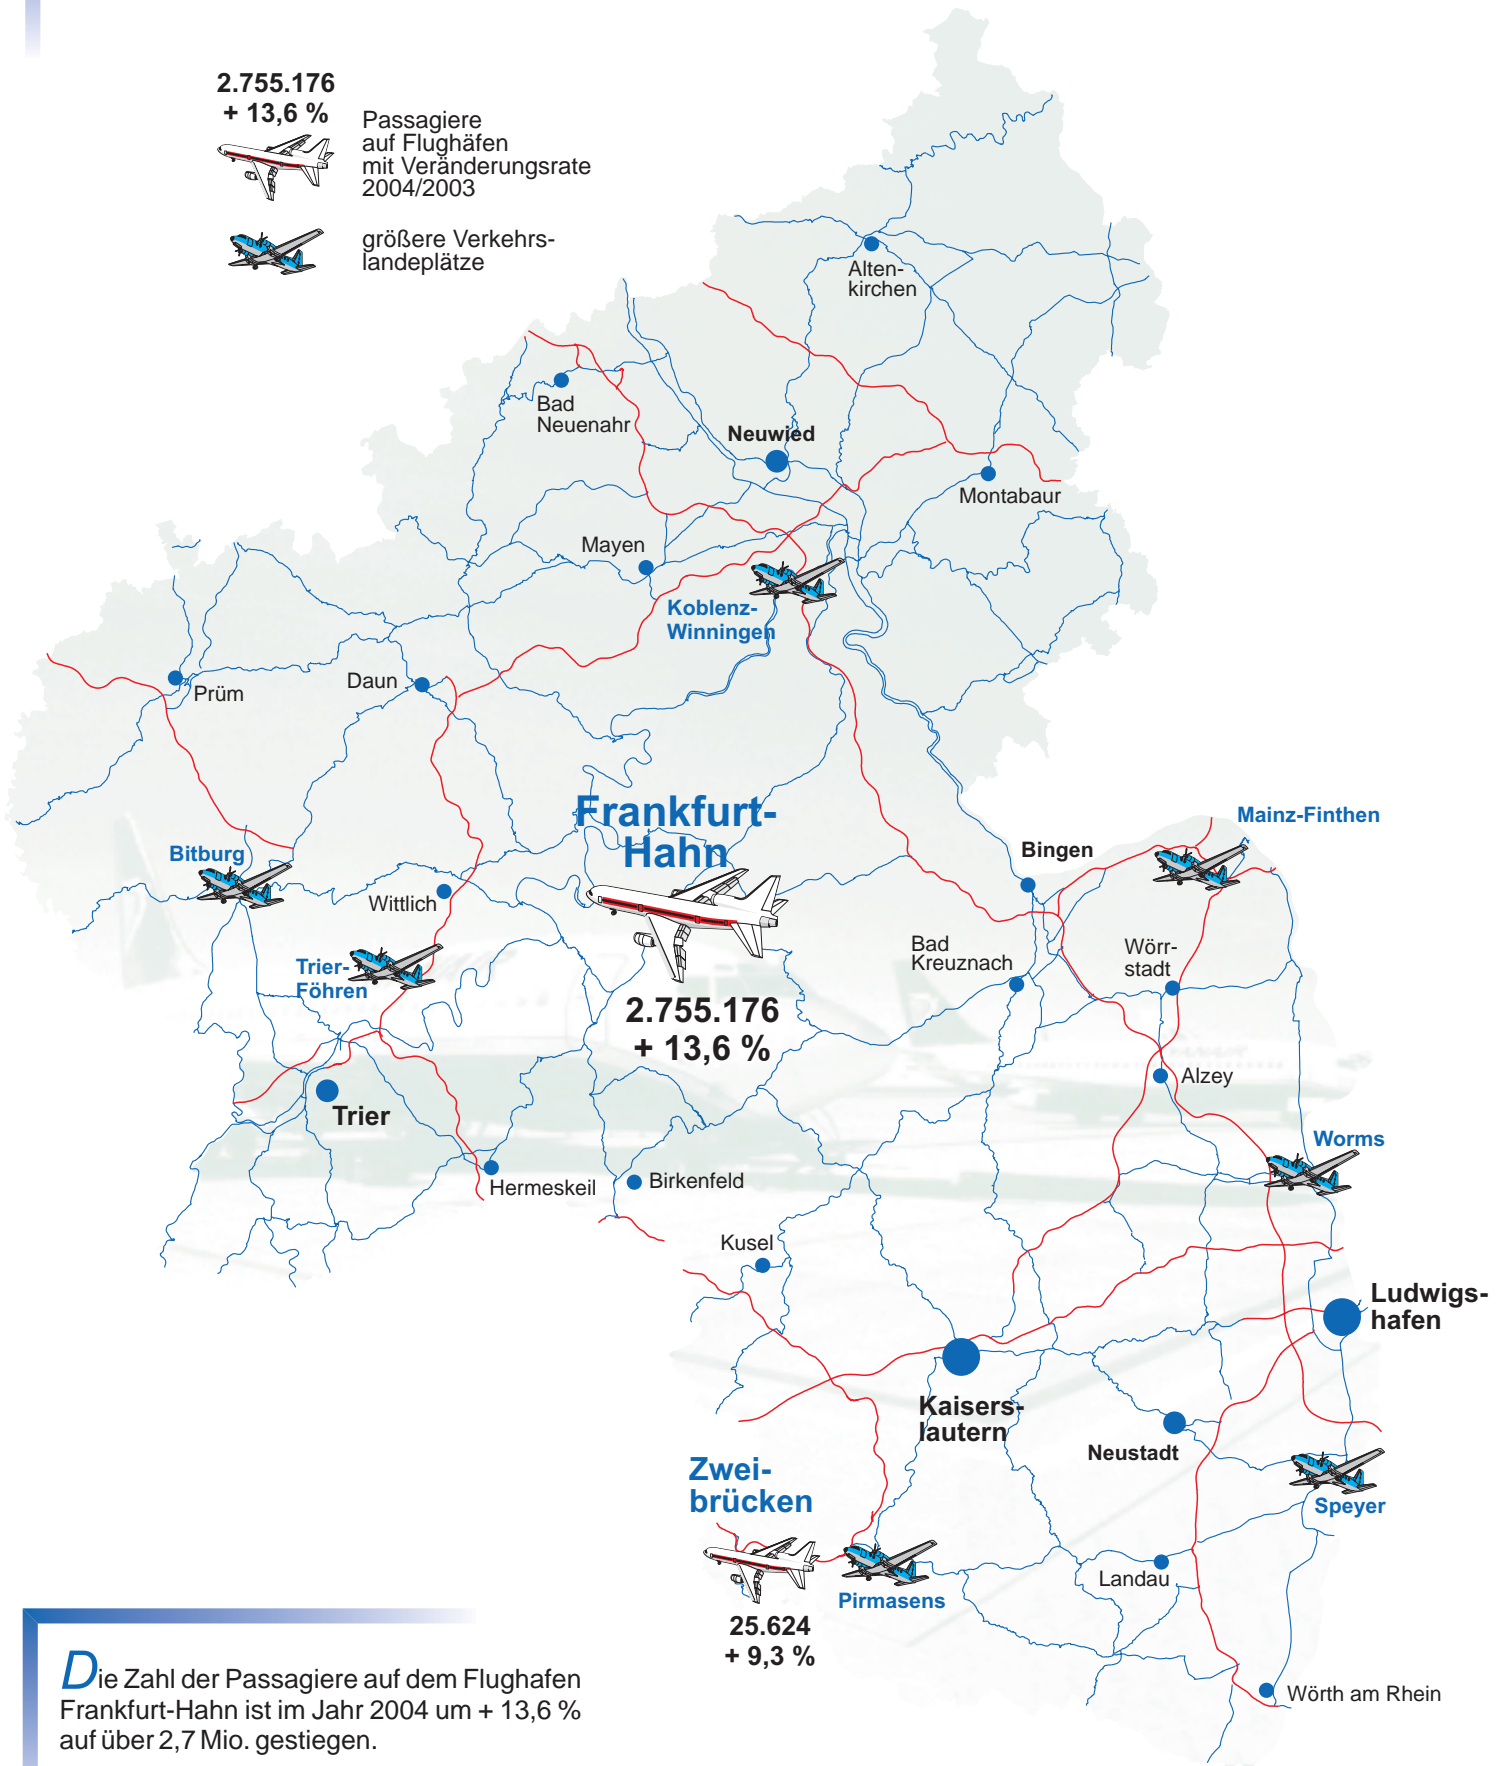 2.755.176
+ 13,6 %
Passagiere
auf Flughäfen
mit Veränderungsrate
2004/2003
größere Verkehrs-
landeplätze
Alten-
kirchen
Bad
Neuenahr
Neuwied
Montabaur
Mayen
Koblenz-
Winningen
Prüm
Daun
Frankfurt-
Hahn
2.755.176
+ 13,6 %
Mainz-Finthen
Bingen
Bitburg
Wittlich
Trier-
Föhren
Bad
Kreuznach
Wörr-
stadt
Alzey
Trier
Worms
Hermeskeil
Birkenfeld
Kusel
Ludwigs-
hafen
Kaisers-
lautern
Neustadt
Zwei-
brücken
25.624
+ 9,3 %
Speyer
Pirmasens
Landau
Wörth am Rhein
Die Zahl der Passagiere auf dem Flughafen
Frankfurt-Hahn ist im Jahr 2004 um + 13,6 %
auf über 2,7 Mio. gestiegen.